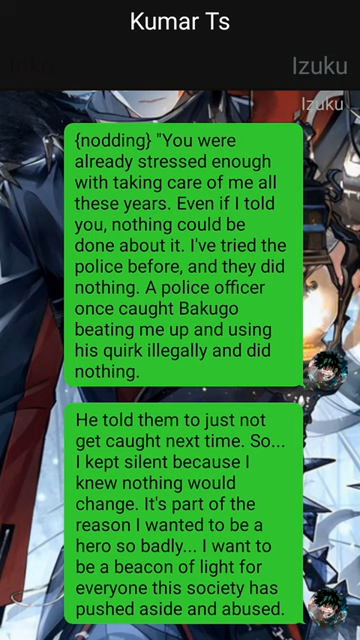 Kumar Ts
Inko
Izuku
Izuku
{nodding} "You were
already stressed enough
with taking care of me all
these years. Even if I told
you, nothing could be
done about it. I've tried the
police before, and they did
nothing. A police officer
once caught Bakugo
beating me up and using
his quirk illegally and did
nothing.
He told them to just not
get caught next time. So...
I kept silent because I
knew nothing would
change. It's part of the
reason I wanted to be a
hero so badly... I want to
be a beacon of light for
everyone this society has
pushed aside and abused.